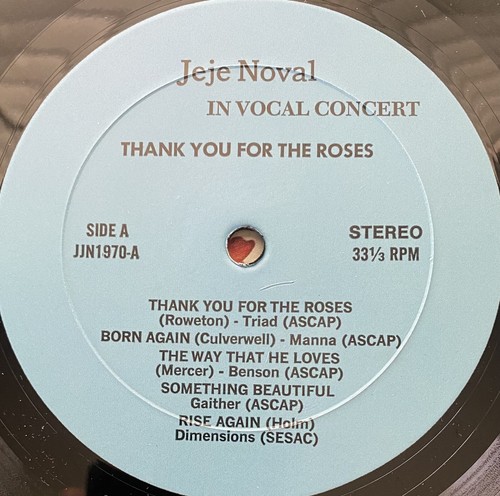 Jeje Noval
IN VOCAL CONCERT
THANK YOU FOR THE ROSES
SIDE A
JJN1970-A
STEREO
33⅓ RPM
THANK YOU FOR THE ROSES
(Roweton) - Triad (ASCAP)
BORN AGAIN (Culverwell) - Manna (ASCAP)
THE WAY THAT HE LOVES
(Mercer) - Benson (ASCAP)
SOMETHING BEAUTIFUL
Gaither (ASCAP)
RISE AGAIN (Holm)
Dimensions (SESAC)